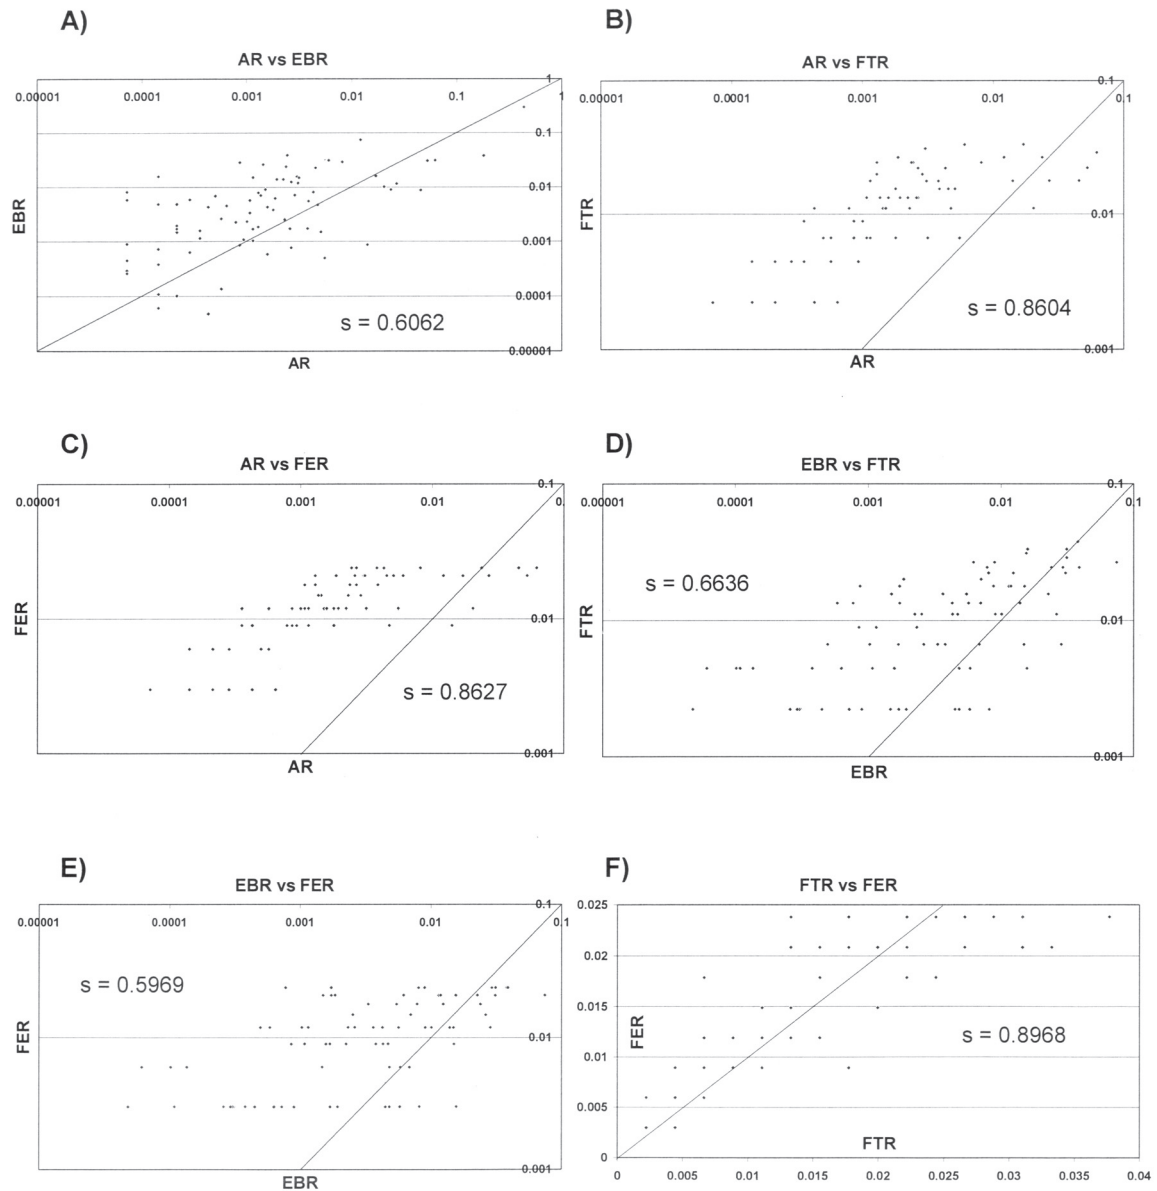 A)
AR vs EBR
1
0.00001 0.0001 0.001 0.01 0.1 1
0.1
0.01
0.001
0.0001
0.00001
EBR
s = 0.6062
AR
B)
AR vs FTR
0.1
0.00001 0.0001 0.001 0.01 0.1
0.01
0.001
FTR
s = 0.8604
AR
C)
AR vs FER
0.1
0.00001 0.0001 0.001 0.01 0.
0.01
0.001
FER
s = 0.8627
AR
D)
EBR vs FTR
0.1
0.00001 0.0001 0.001 0.01 0.1
s = 0.6636
0.01
0.001
FTR
EBR
E)
EBR vs FER
0.1
0.00001 0.0001 0.001 0.01 0.1
s = 0.5969
0.01
0.001
FER
EBR
F)
FTR vs FER
0.025
0.02
0.015
0.01
0.005
0
FER
s = 0.8968
FTR
0 0.005 0.01 0.015 0.02 0.025 0.03 0.035 0.04